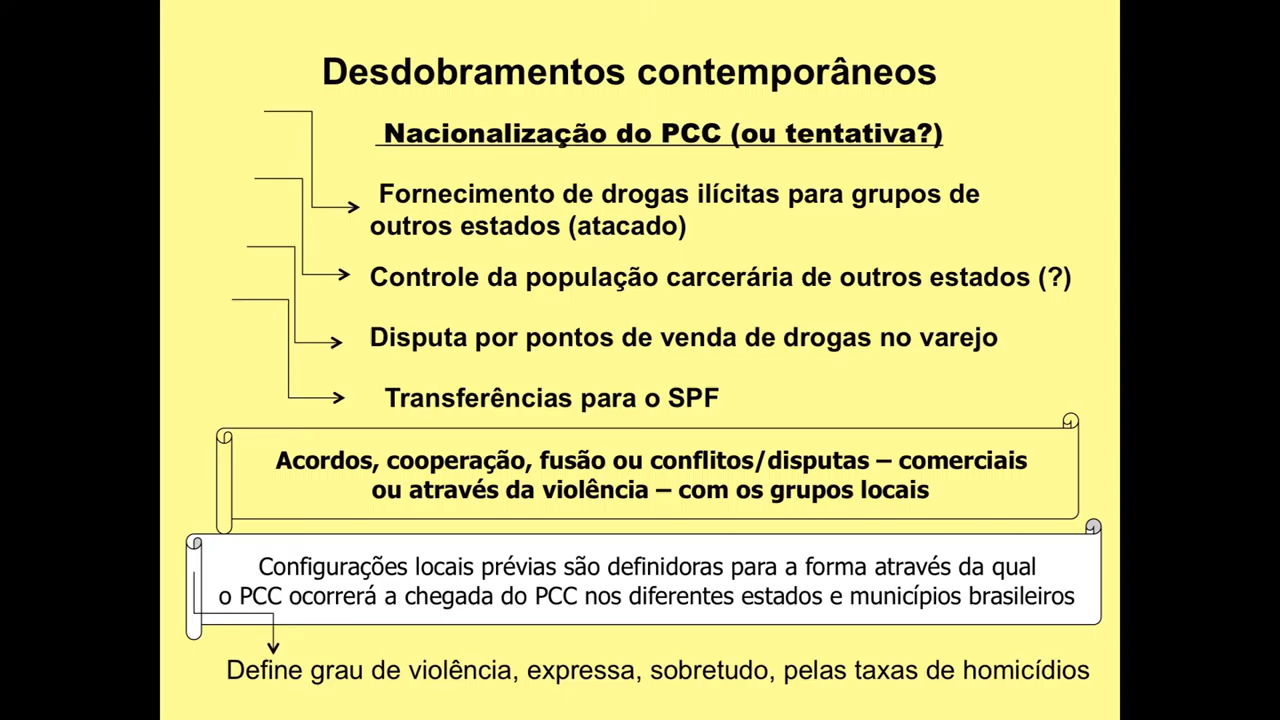 Desdobramentos contemporâneos
Nacionalização do PCC (ou tentativa?)
Fornecimento de drogas ilícitas para grupos de
outros estados (atacado)
Controle da população carcerária de outros estados (?)
Disputa por pontos de venda de drogas no varejo
Transferências para o SPF
Acordos, cooperação, fusão ou conflitos/disputas – comerciais
ou através da violência – com os grupos locais
Configurações locais prévias são definidoras para a forma através da qual
o PCC ocorrerá a chegada do PCC nos diferentes estados e municípios brasileiros
Define grau de violência, expressa, sobretudo, pelas taxas de homicídios